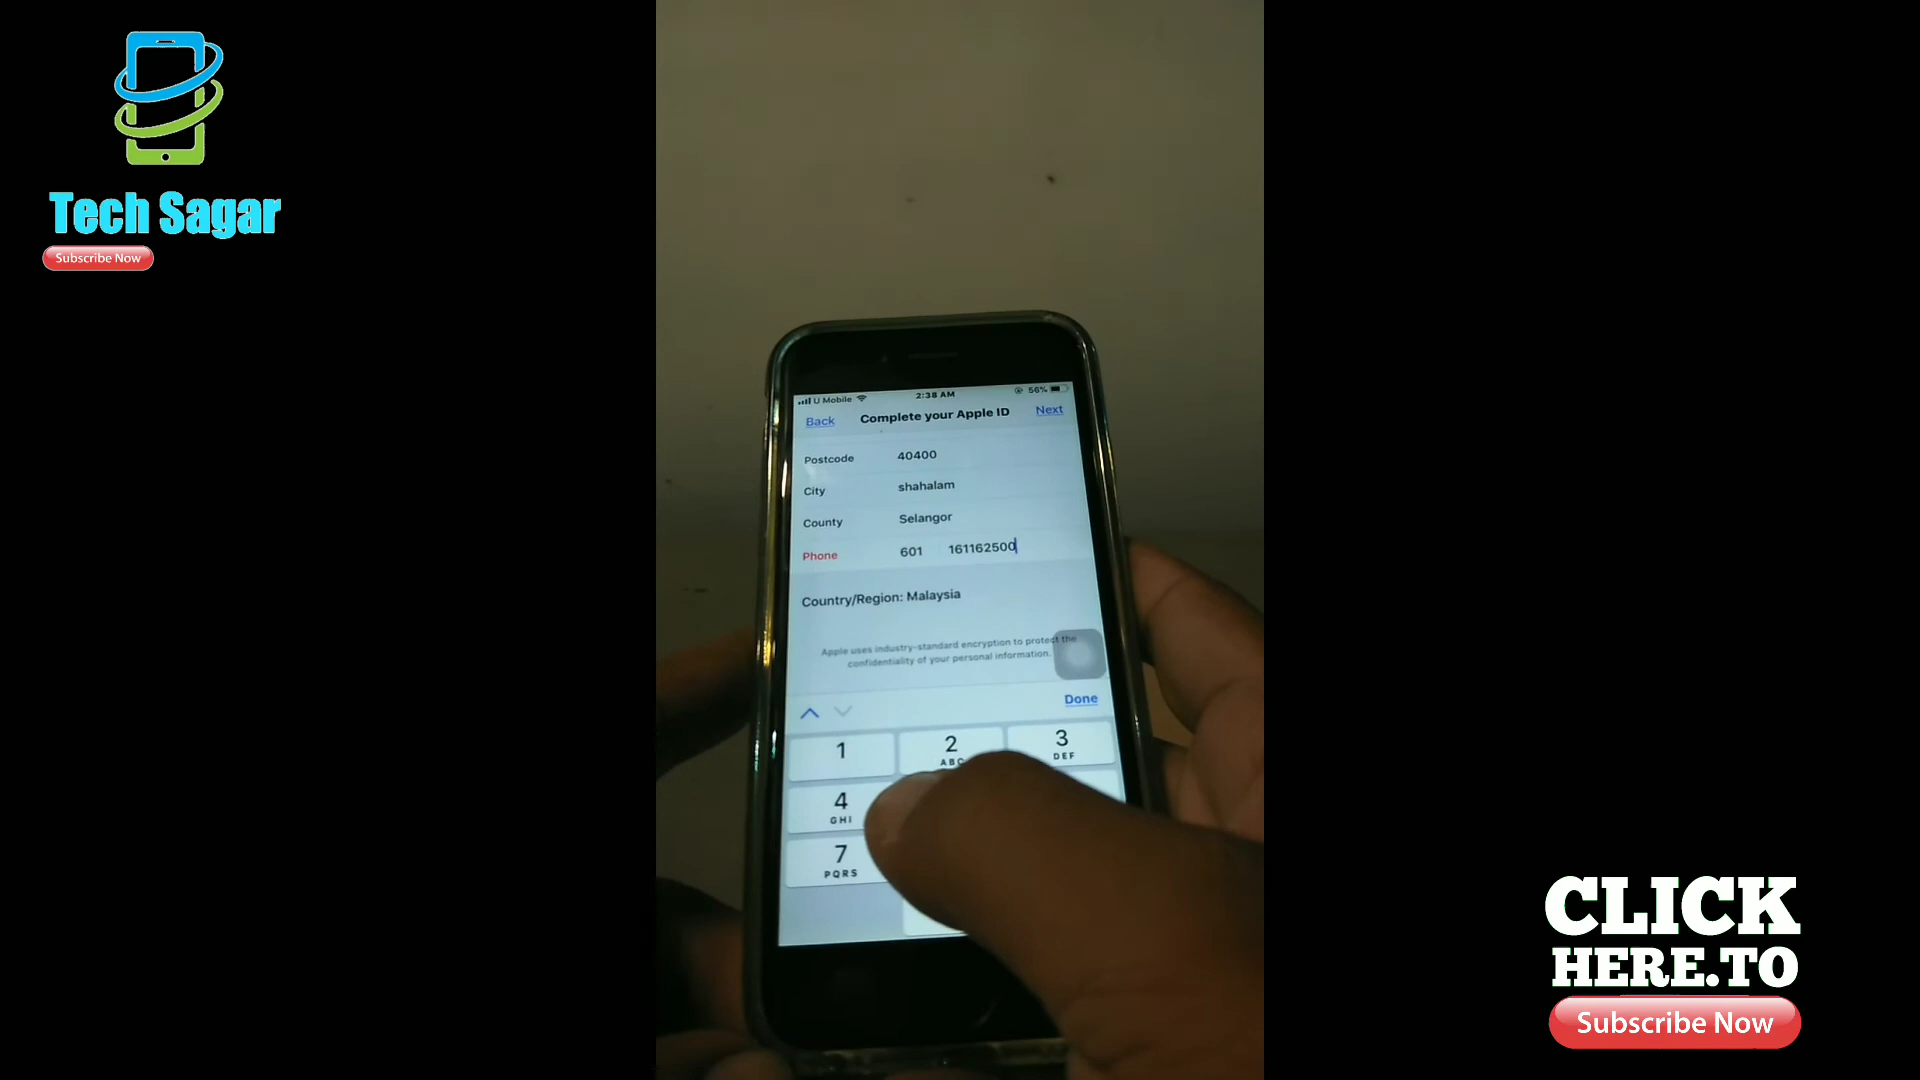 Tech Sagar
Subscribe Now
U Mobile
2:38 AM
56%
Back
Complete your Apple ID
Next
Postcode
40400
City
shahalam
County
Selangor
Phone
601
161162500
Country/Region: Malaysia
Apple uses industry-standard encryption to protect the
confidentiality of your personal information.
Done
1
2
ABC
3
DEF
4
GHI
7
PQRS
CLICK
HERE.TO
Subscribe Now